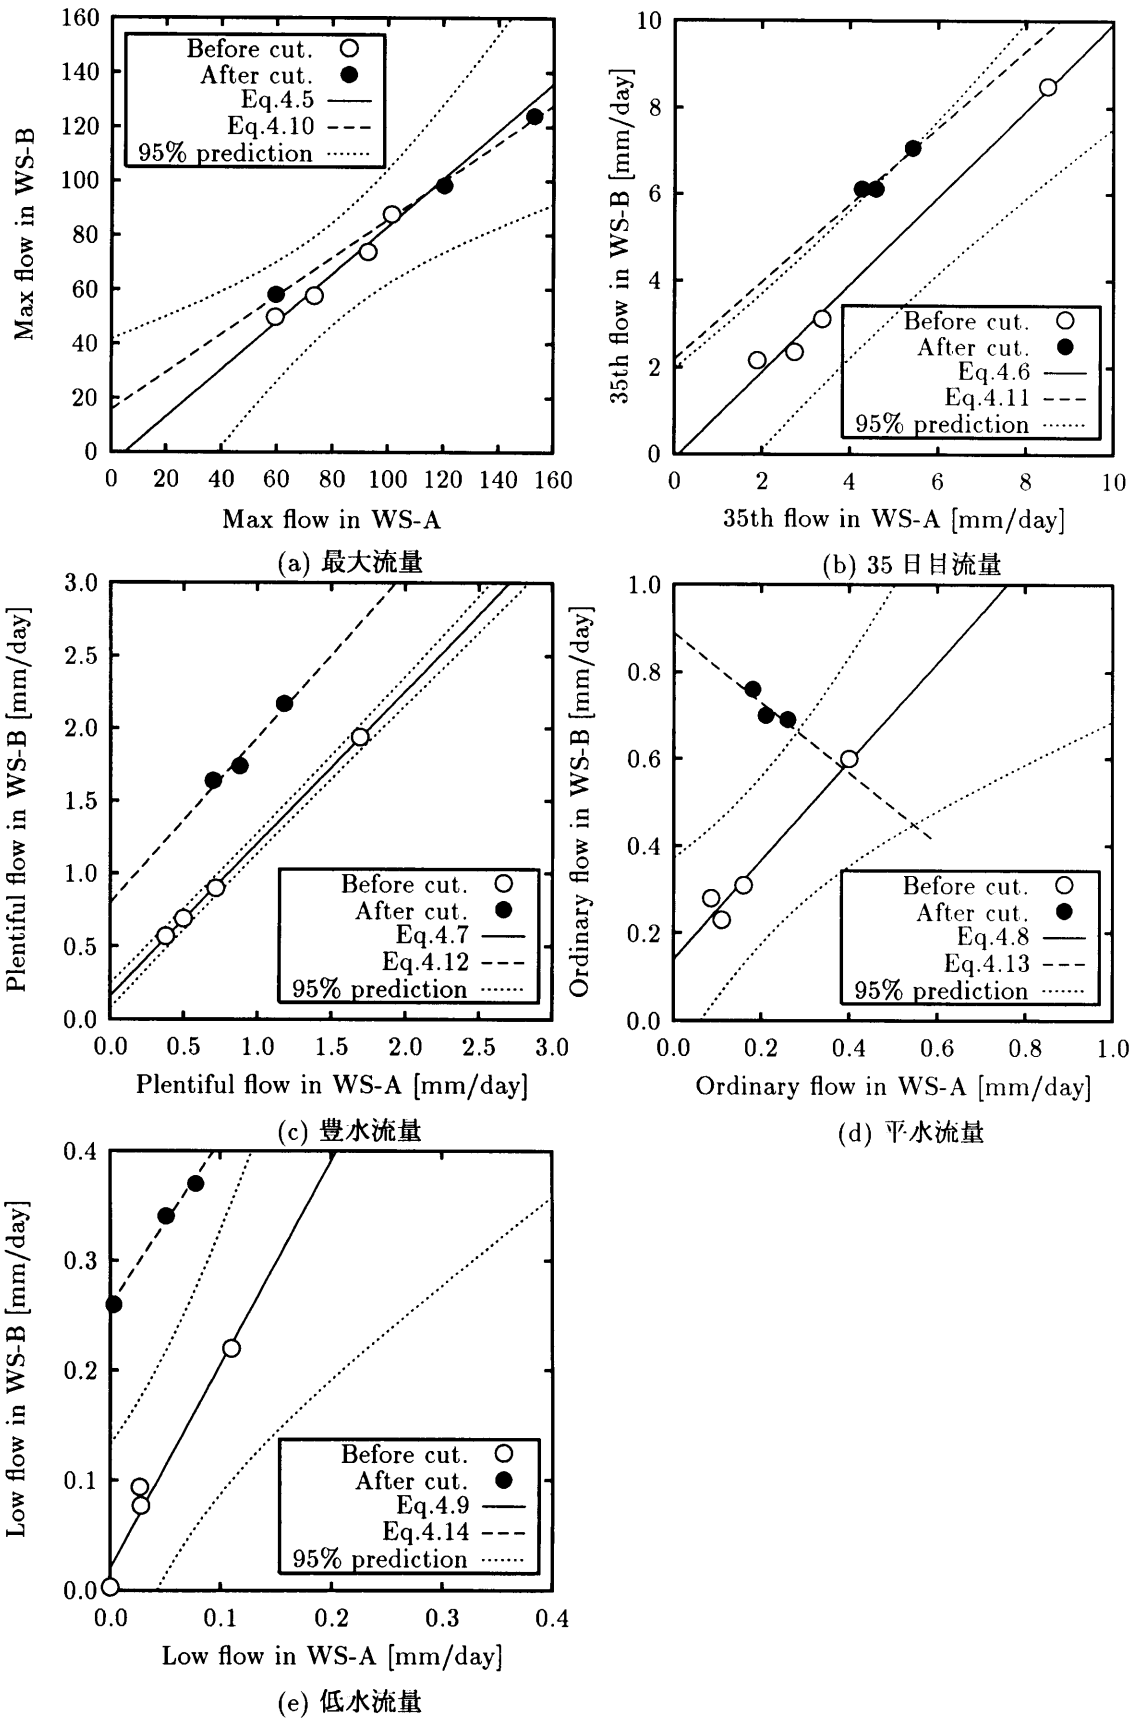 160
140
120
100
80
60
40
20
0
Max flow in WS-B
Before cut.
After cut.
Eq.4.5
Eq.4.10
95% prediction
0 20 40 60 80 100 120 140 160
Max flow in WS-A
(a) 最大流量
10
8
6
4
2
0
35th flow in WS-B [mm/day]
Before cut.
After cut.
Eq.4.6
Eq.4.11
95% prediction
0 2 4 6 8 10
35th flow in WS-A [mm/day]
(b) 35 日目流量
3.0
2.5
2.0
1.5
1.0
0.5
0.0
Plentiful flow in WS-B [mm/day]
Before cut.
After cut.
Eq.4.7
Eq.4.12
95% prediction
0.0 0.5 1.0 1.5 2.0 2.5 3.0
Plentiful flow in WS-A [mm/day]
(c) 豊水流量
1.0
0.8
0.6
0.4
0.2
0.0
Ordinary flow in WS-B [mm/day]
Before cut.
After cut.
Eq.4.8
Eq.4.13
95% prediction
0.0 0.2 0.4 0.6 0.8 1.0
Ordinary flow in WS-A [mm/day]
(d) 平水流量
0.4
0.3
0.2
0.1
0.0
Low flow in WS-B [mm/day]
Before cut.
After cut.
Eq.4.9
Eq.4.14
95% prediction
0.0 0.1 0.2 0.3 0.4
Low flow in WS-A [mm/day]
(e) 低水流量